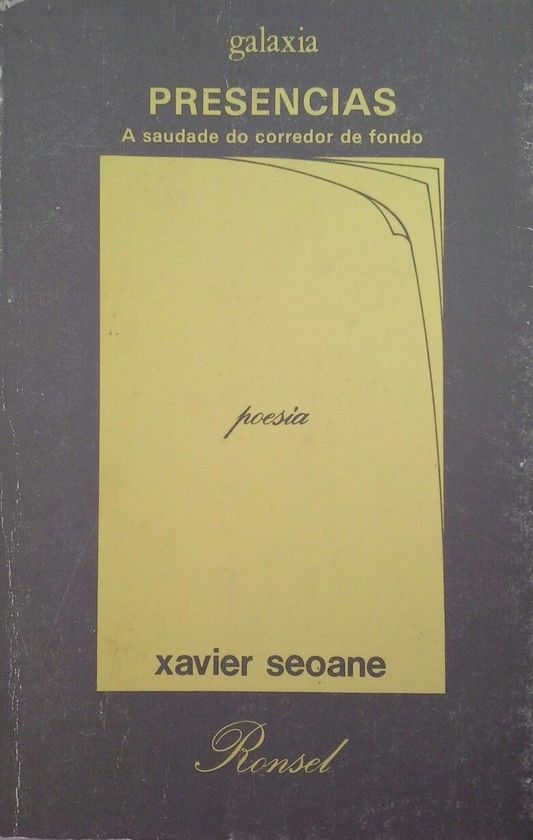 galaxia
PRESENCIAS
A saudade do corredor de fondo
poesia
xavier seoane
Ronsel